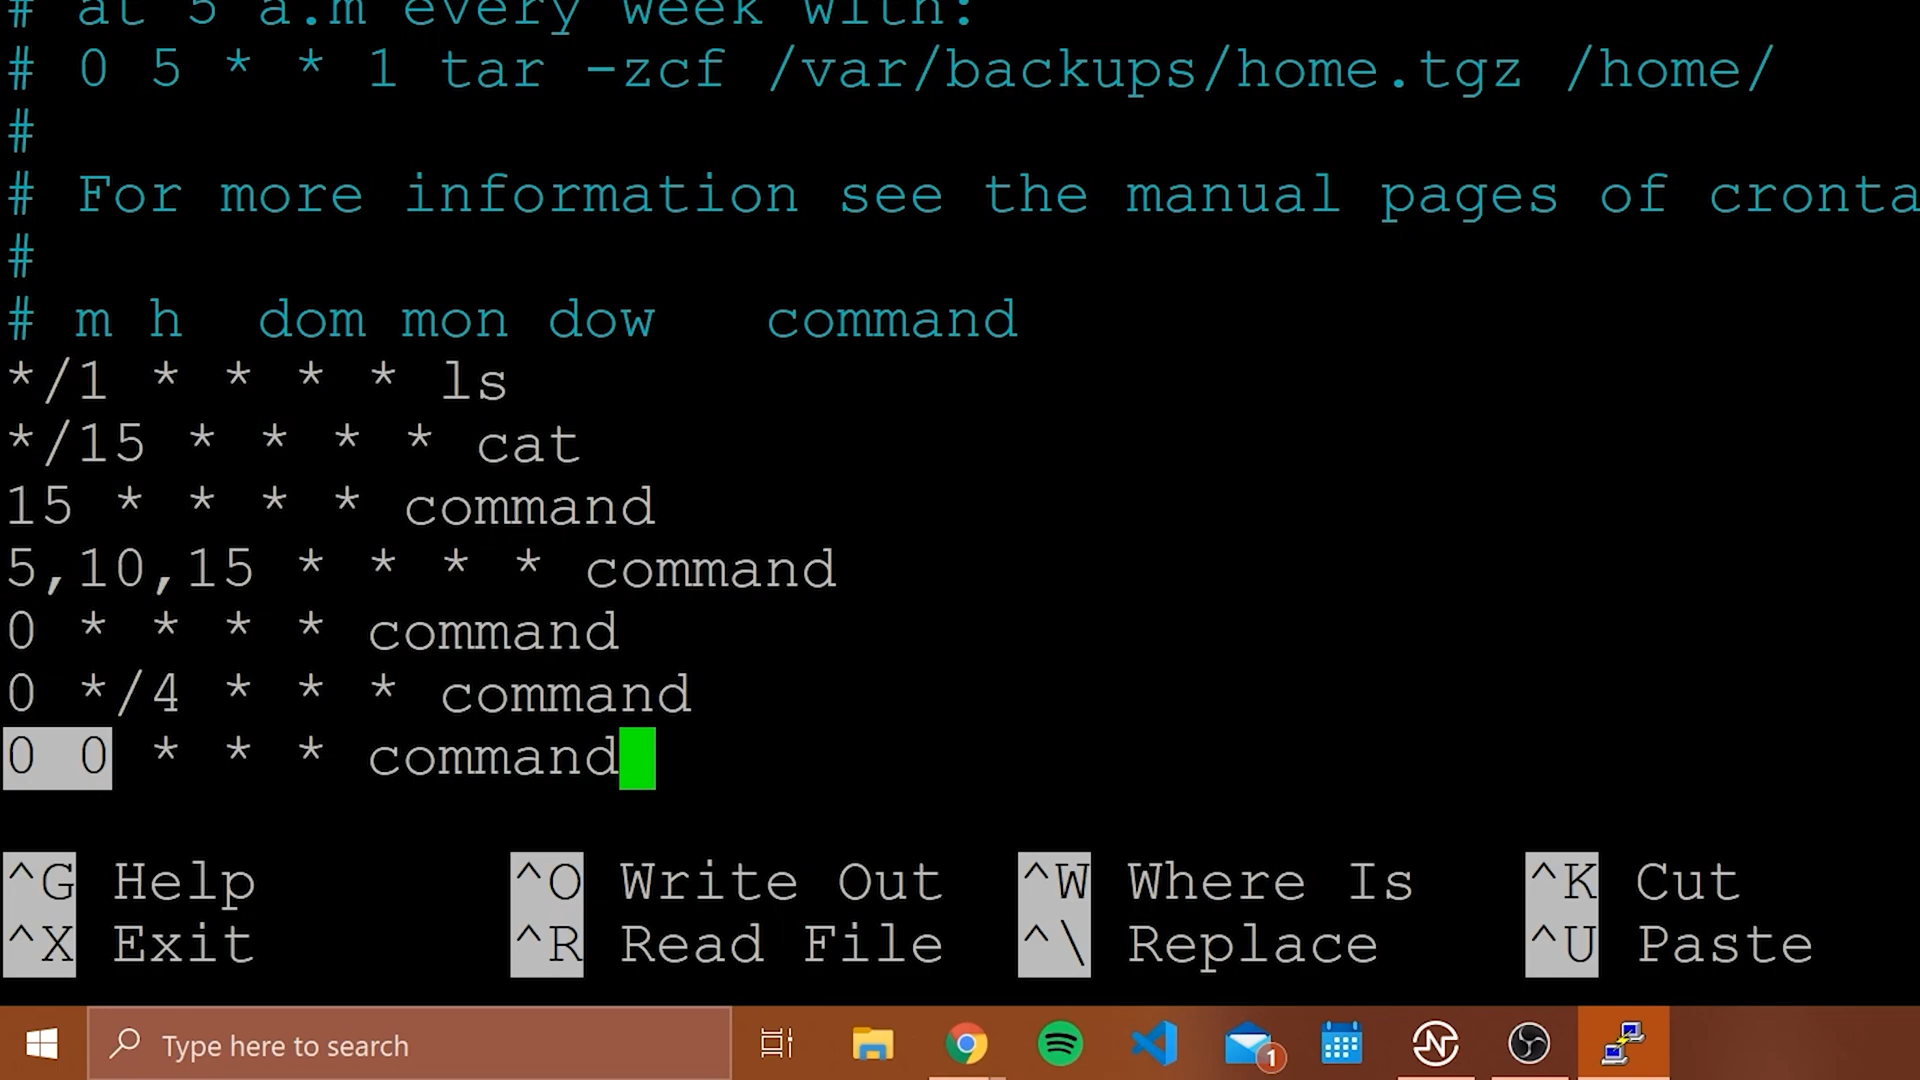 # at 5 a.m every week with:
# 0 5 * * 1 tar -zcf /var/backups/home.tgz /home/
#
# For more information see the manual pages of cronta
#
# m h  dom mon dow   command
*/1 * * * * ls
*/15 * * * * cat
15 * * * * command
5,10,15 * * * * command
0 * * * * command
0 */4 * * * command
0 0 * * * command
^G Help ^O Write Out ^W Where Is ^K Cut
^X Exit ^R Read File ^\ Replace ^U Paste
Type here to search 1